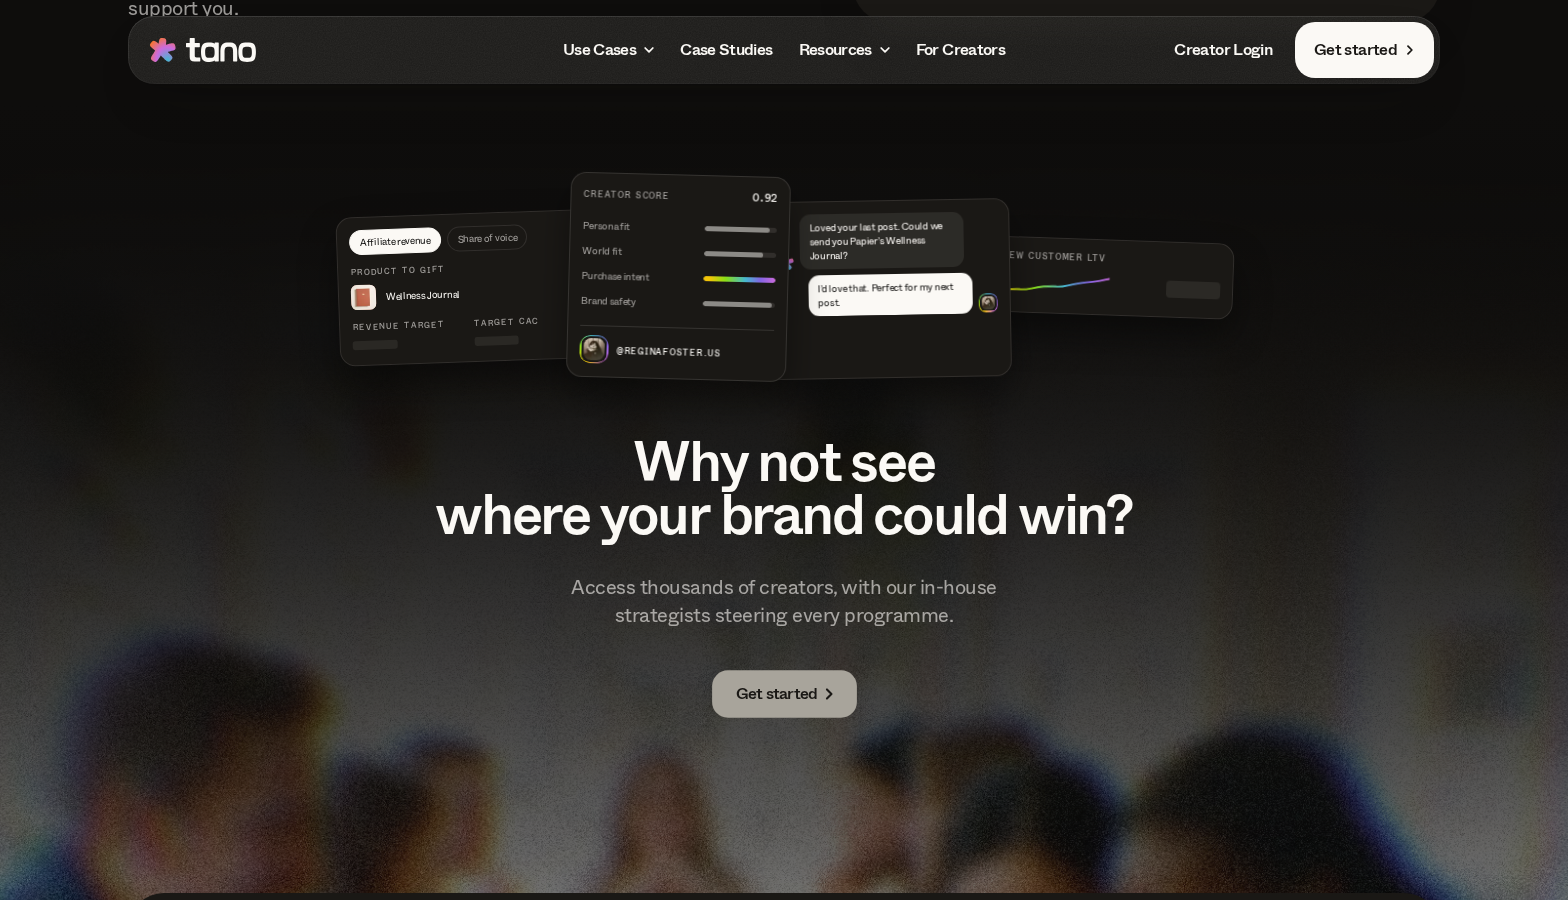 support you.
tano
Use Cases
Case Studies
Resources
For Creators
Creator Login
Get started
Affiliate revenue
Share of voice
PRODUCT TO GIFT
Wellness Journal
REVENUE TARGET
TARGET CAC
CREATOR SCORE
0.92
Persona fit
World fit
Purchase intent
Brand safety
@REGINAFOSTER.US
Loved your last post. Could we
send you Papier's Wellness
Journal?
I'd love that. Perfect for my next
post.
EW CUSTOMER LTV
Why not see
where your brand could win?
Access thousands of creators, with our in-house
strategists steering every programme.
Get started